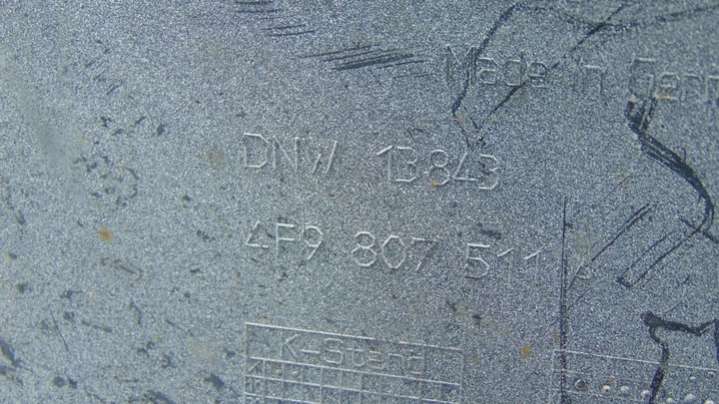 Made in Germ
DNW 13843
4F9 807 511
K-Stand